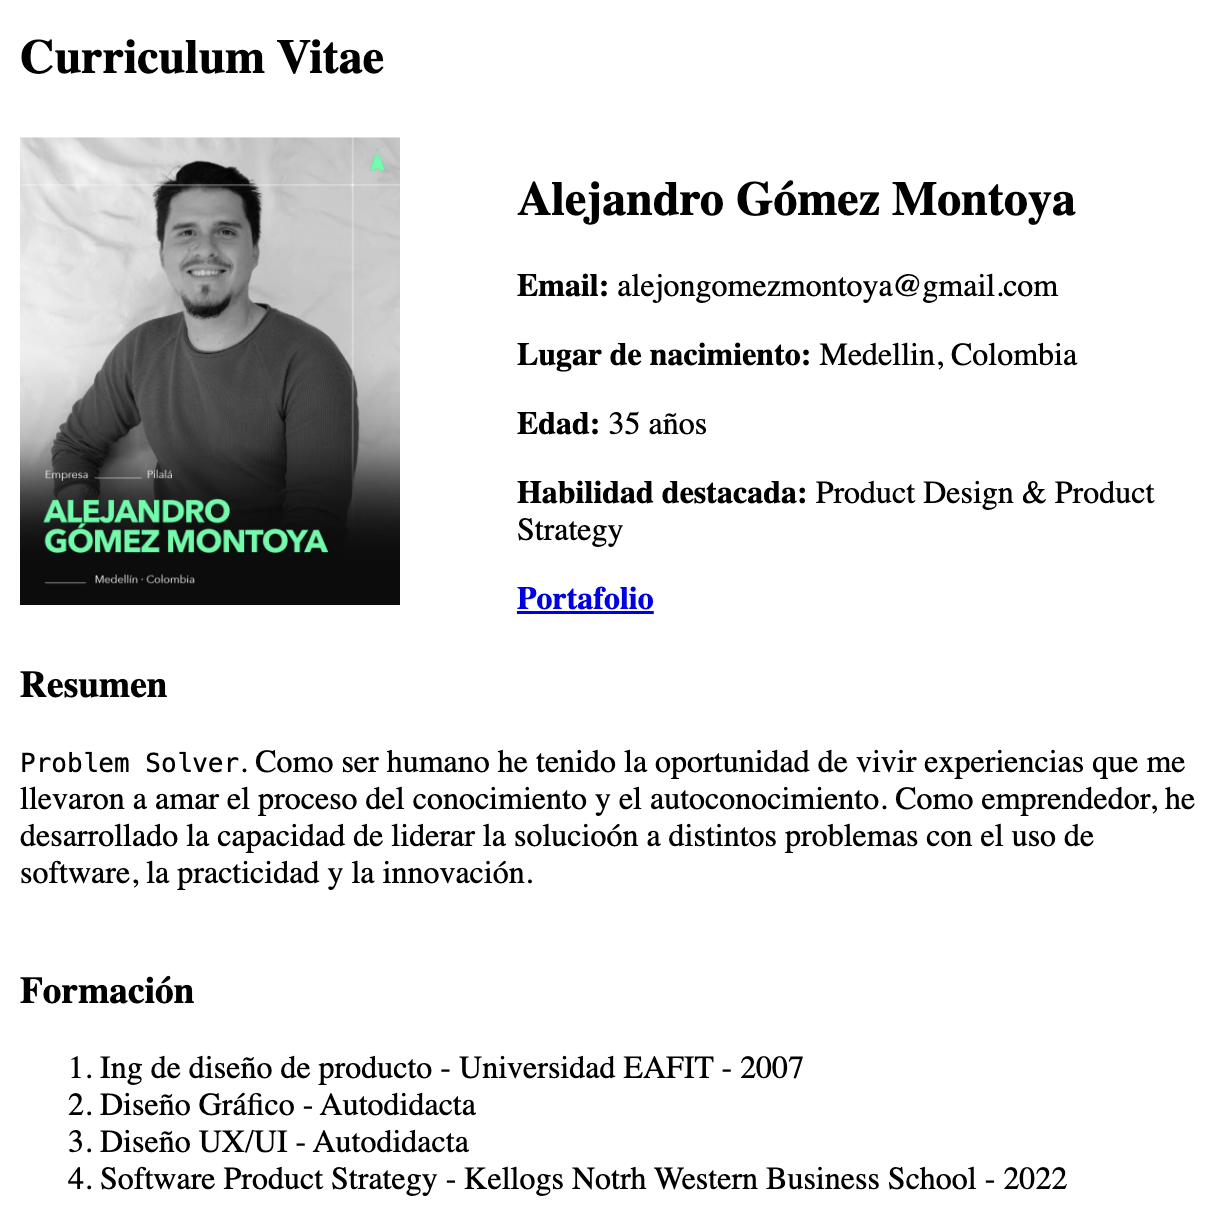 Curriculum Vitae
A
Empresa Pilalá
ALEJANDRO
GÓMEZ MONTOYA
Medellín · Colombia
Alejandro Gómez Montoya
Email: alejongomezmontoya@gmail.com
Lugar de nacimiento: Medellin, Colombia
Edad: 35 años
Habilidad destacada: Product Design & Product
Strategy
Portafolio
Resumen
Problem Solver. Como ser humano he tenido la oportunidad de vivir experiencias que me
llevaron a amar el proceso del conocimiento y el autoconocimiento. Como emprendedor, he
desarrollado la capacidad de liderar la solucioón a distintos problemas con el uso de
software, la practicidad y la innovación.
Formación
1. Ing de diseño de producto - Universidad EAFIT - 2007
2. Diseño Gráfico - Autodidacta
3. Diseño UX/UI - Autodidacta
4. Software Product Strategy - Kellogs Notrh Western Business School - 2022